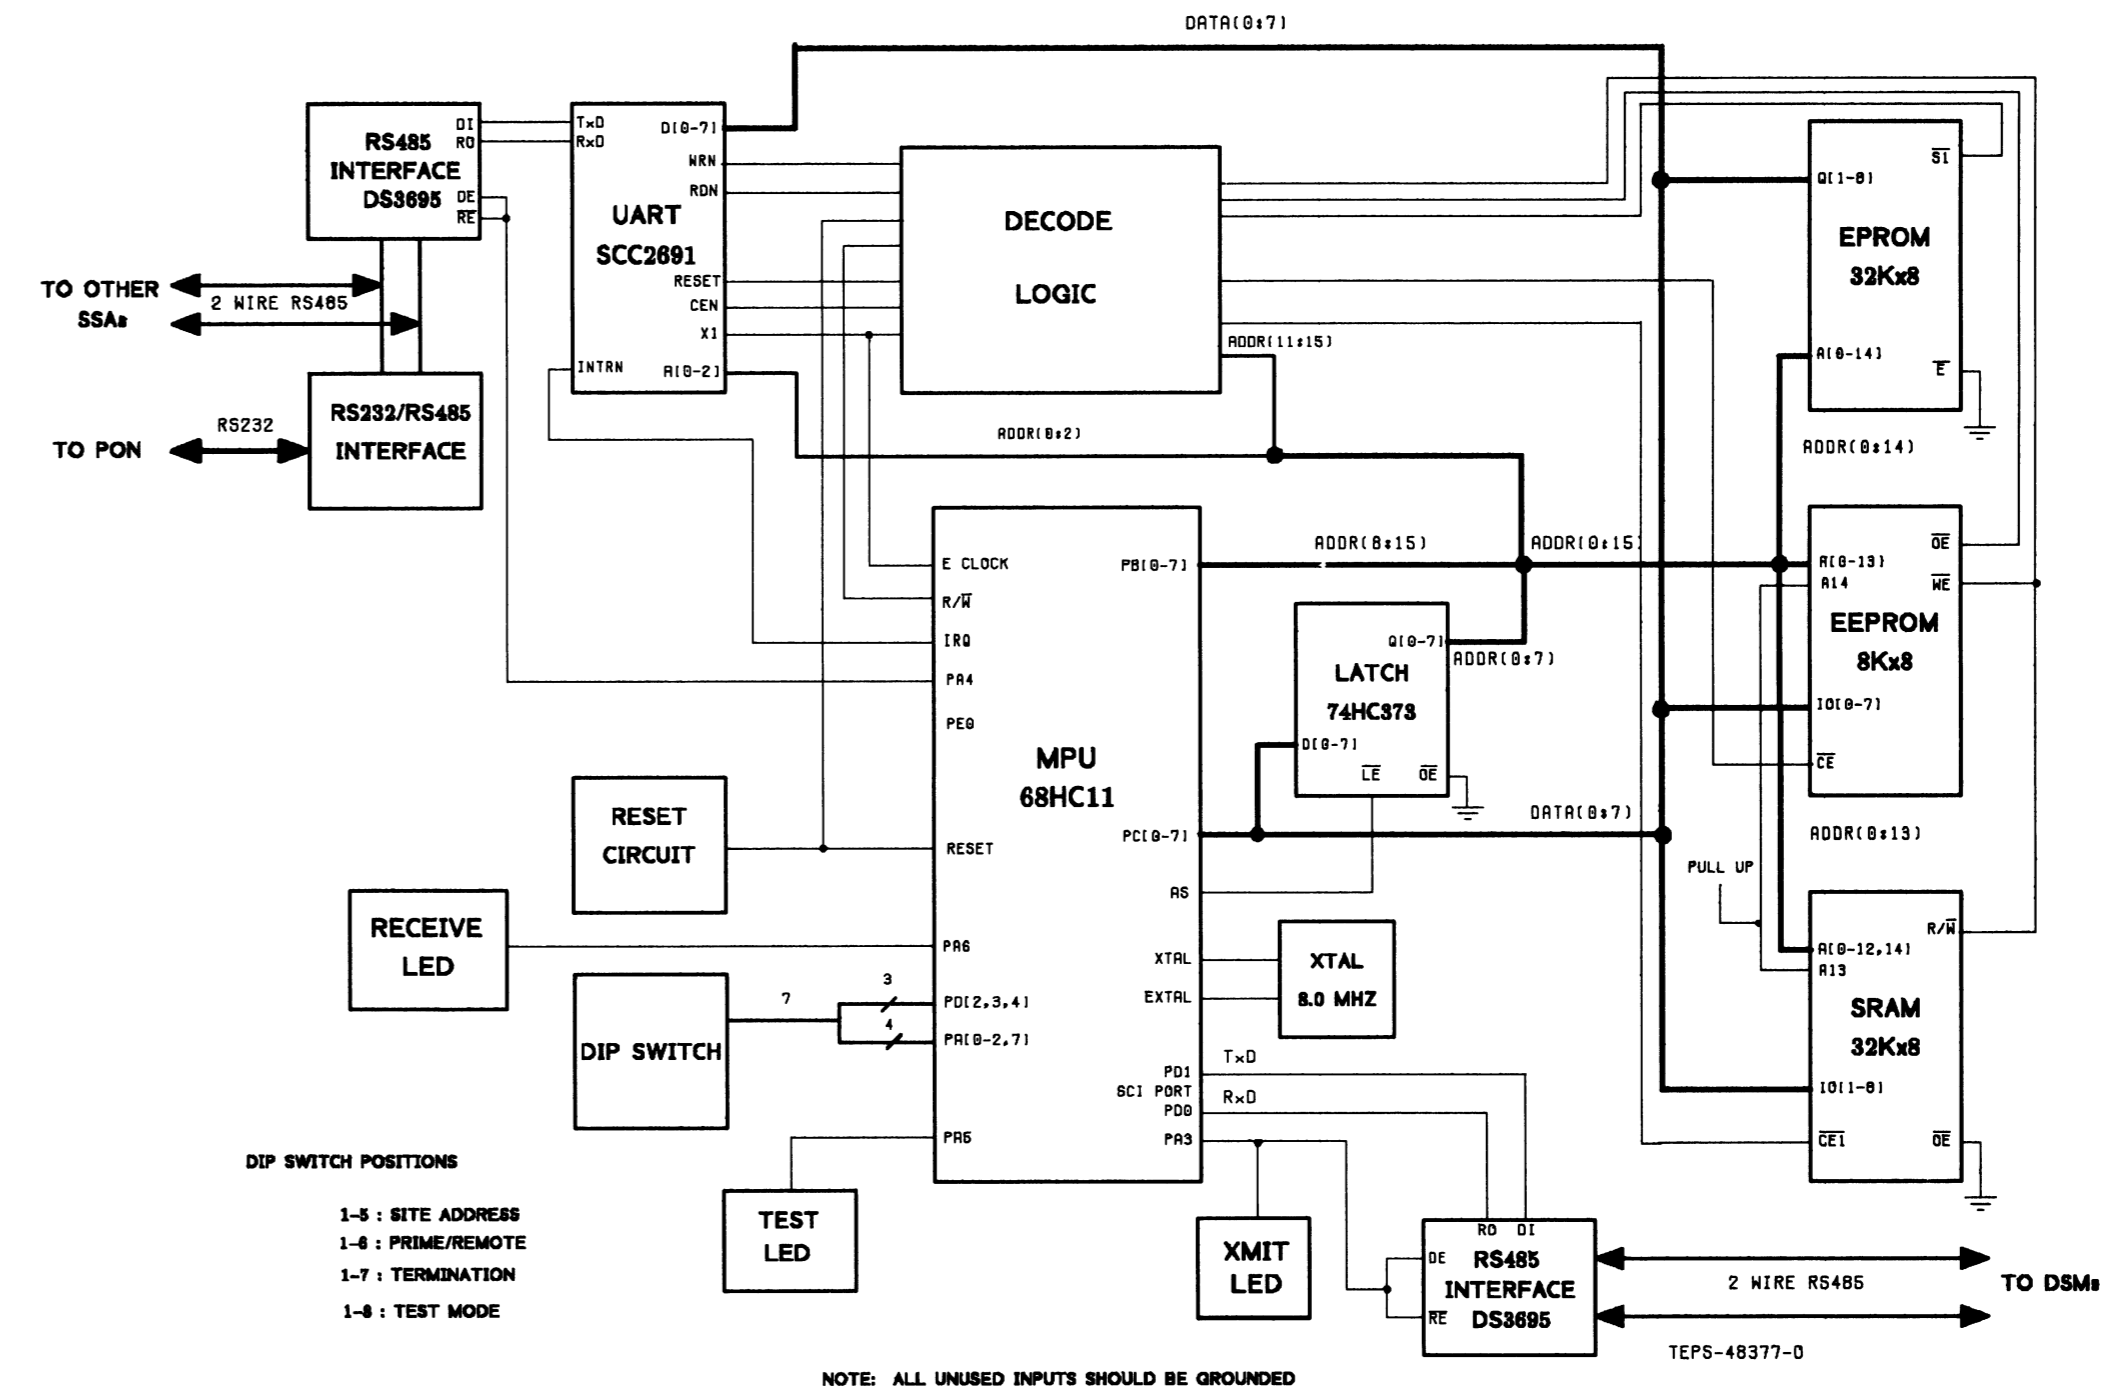 DATA(0:7)
RS485
INTERFACE
DS3695
DI
RO
DE
RE
TxD
RxD
UART
SCC2691
INTRN
D[0-7]
WRN
RDN
RESET
CEN
X1
A[0-2]
DECODE
LOGIC
ADDR(11:15)
ADDR(0:2)
S1
Q[1-8]
EPROM
32Kx8
A[0-14]
E
ADDR(0:14)
TO OTHER
SSAs
2 WIRE RS485
RS232/RS485
INTERFACE
RS232
TO PON
E CLOCK
R/W
IRQ
PA4
PE0
MPU
68HC11
RESET
PA6
PD[2,3,4]
PA[0-2,7]
PA5
PB[0-7]
PC[0-7]
AS
XTAL
EXTAL
PD1
SCI PORT
PD0
PA3
ADDR(8:15)
ADDR(0:15)
Q[0-7]
ADDR(0:7)
LATCH
74HC373
D[0-7]
LE
OE
DATA(0:7)
OE
A[0-13]
A14
WE
EEPROM
8Kx8
IO[0-7]
CE
ADDR(0:13)
PULL UP
R/W
A[0-12,14]
A13
SRAM
32Kx8
IO[1-8]
CE1
OE
RESET
CIRCUIT
RECEIVE
LED
DIP SWITCH
7
3
4
XTAL
8.0 MHZ
TxD
RxD
TEST
LED
XMIT
LED
RO
DI
DE
RE
RS485
INTERFACE
DS3695
2 WIRE RS485
TO DSMs
DIP SWITCH POSITIONS
1-5 : SITE ADDRESS
1-6 : PRIME/REMOTE
1-7 : TERMINATION
1-8 : TEST MODE
TEPS-48377-0
NOTE: ALL UNUSED INPUTS SHOULD BE GROUNDED